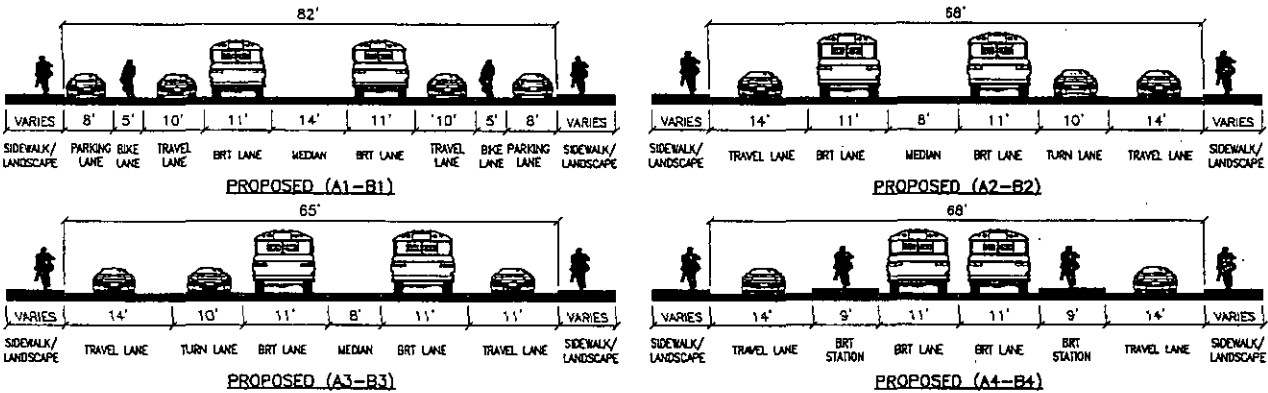 82'
VARIES 8' 5' 10' 11' 14' 11' 10' 5' 8' VARIES
SIDEWALK/ PARKING BIKE TRAVEL BRT LANE MEDIAN BRT LANE TRAVEL BIKE PARKING SIDEWALK/
LANDSCAPE LANE LANE LANE LANE LANE LANE LANDSCAPE
PROPOSED (A1-B1)
68'
VARIES 14' 11' 8' 11' 10' 14' VARIES
SIDEWALK/ TRAVEL LANE BRT LANE MEDIAN BRT LANE TURN LANE TRAVEL LANE SIDEWALK/
LANDSCAPE LANDSCAPE
PROPOSED (A2-B2)
65'
VARIES 14' 10' 11' 8' 11' 11' VARIES
SIDEWALK/ TRAVEL LANE TURN LANE BRT LANE MEDIAN BRT LANE TRAVEL LANE SIDEWALK/
LANDSCAPE LANDSCAPE
PROPOSED (A3-B3)
68'
VARIES 14' 9' 11' 11' 9' 14' VARIES
SIDEWALK/ TRAVEL LANE BRT BRT LANE BRT LANE BRT TRAVEL LANE SIDEWALK/
LANDSCAPE STATION STATION LANDSCAPE
PROPOSED (A4-B4)